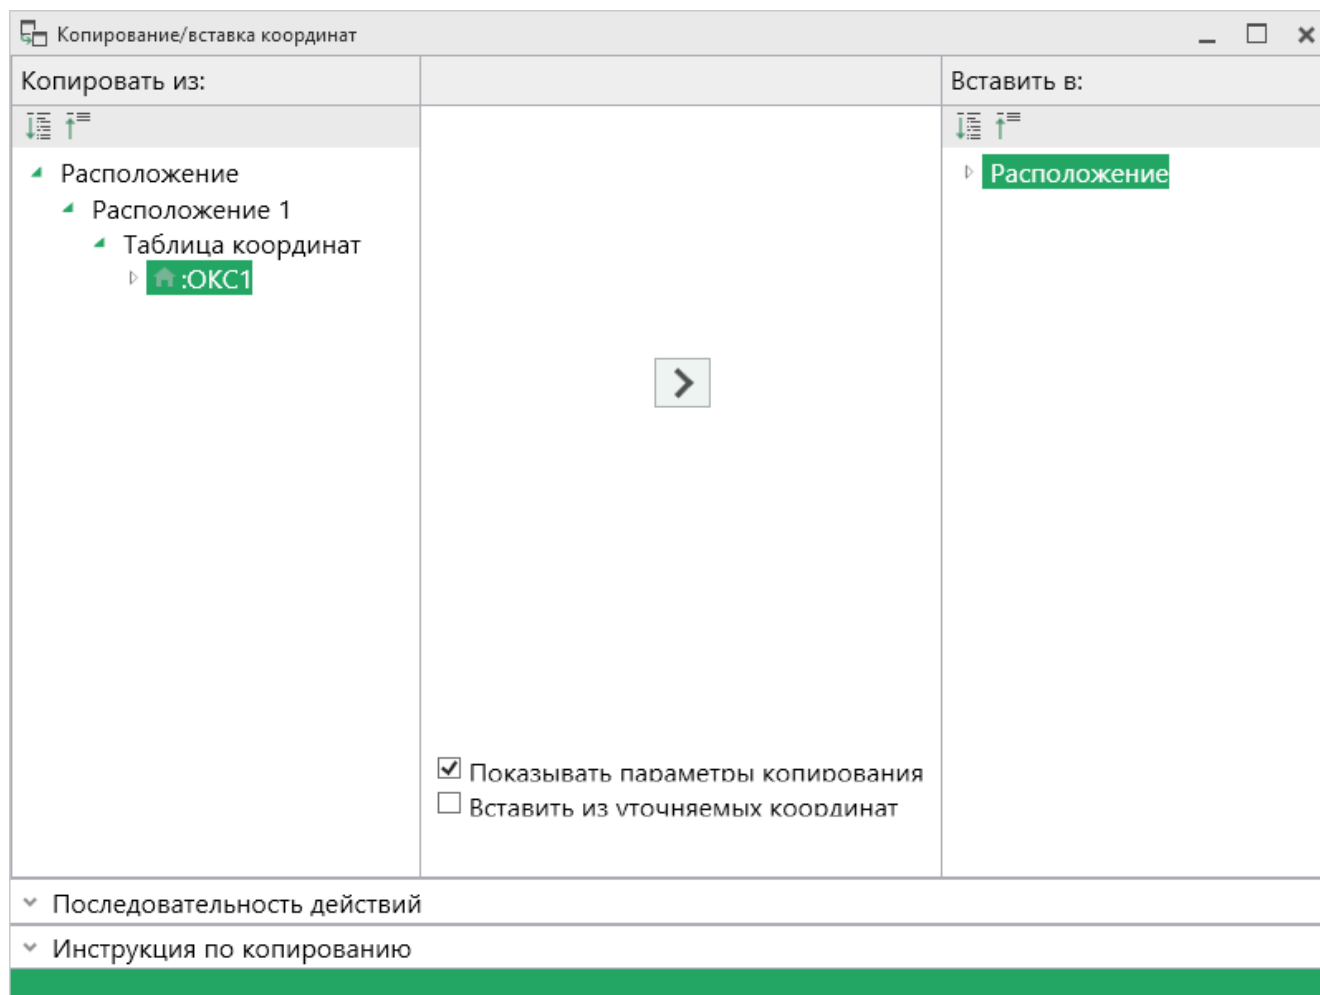 Копирование/вставка координат
Копировать из:
Вставить в:
Расположение
Расположение 1
Таблица координат
:ОКС1
Расположение
Показывать параметры копирования
Вставить из уточняемых координат
Последовательность действий
Инструкция по копированию